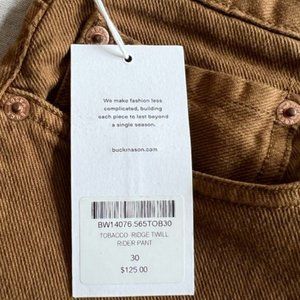 We make fashion less
complicated, building
each piece to last beyond
a single season.
buckmason.com
BW14076.565TOB30
TOBACCO RIDGE TWILL
RIDER PANT
30
$125.00